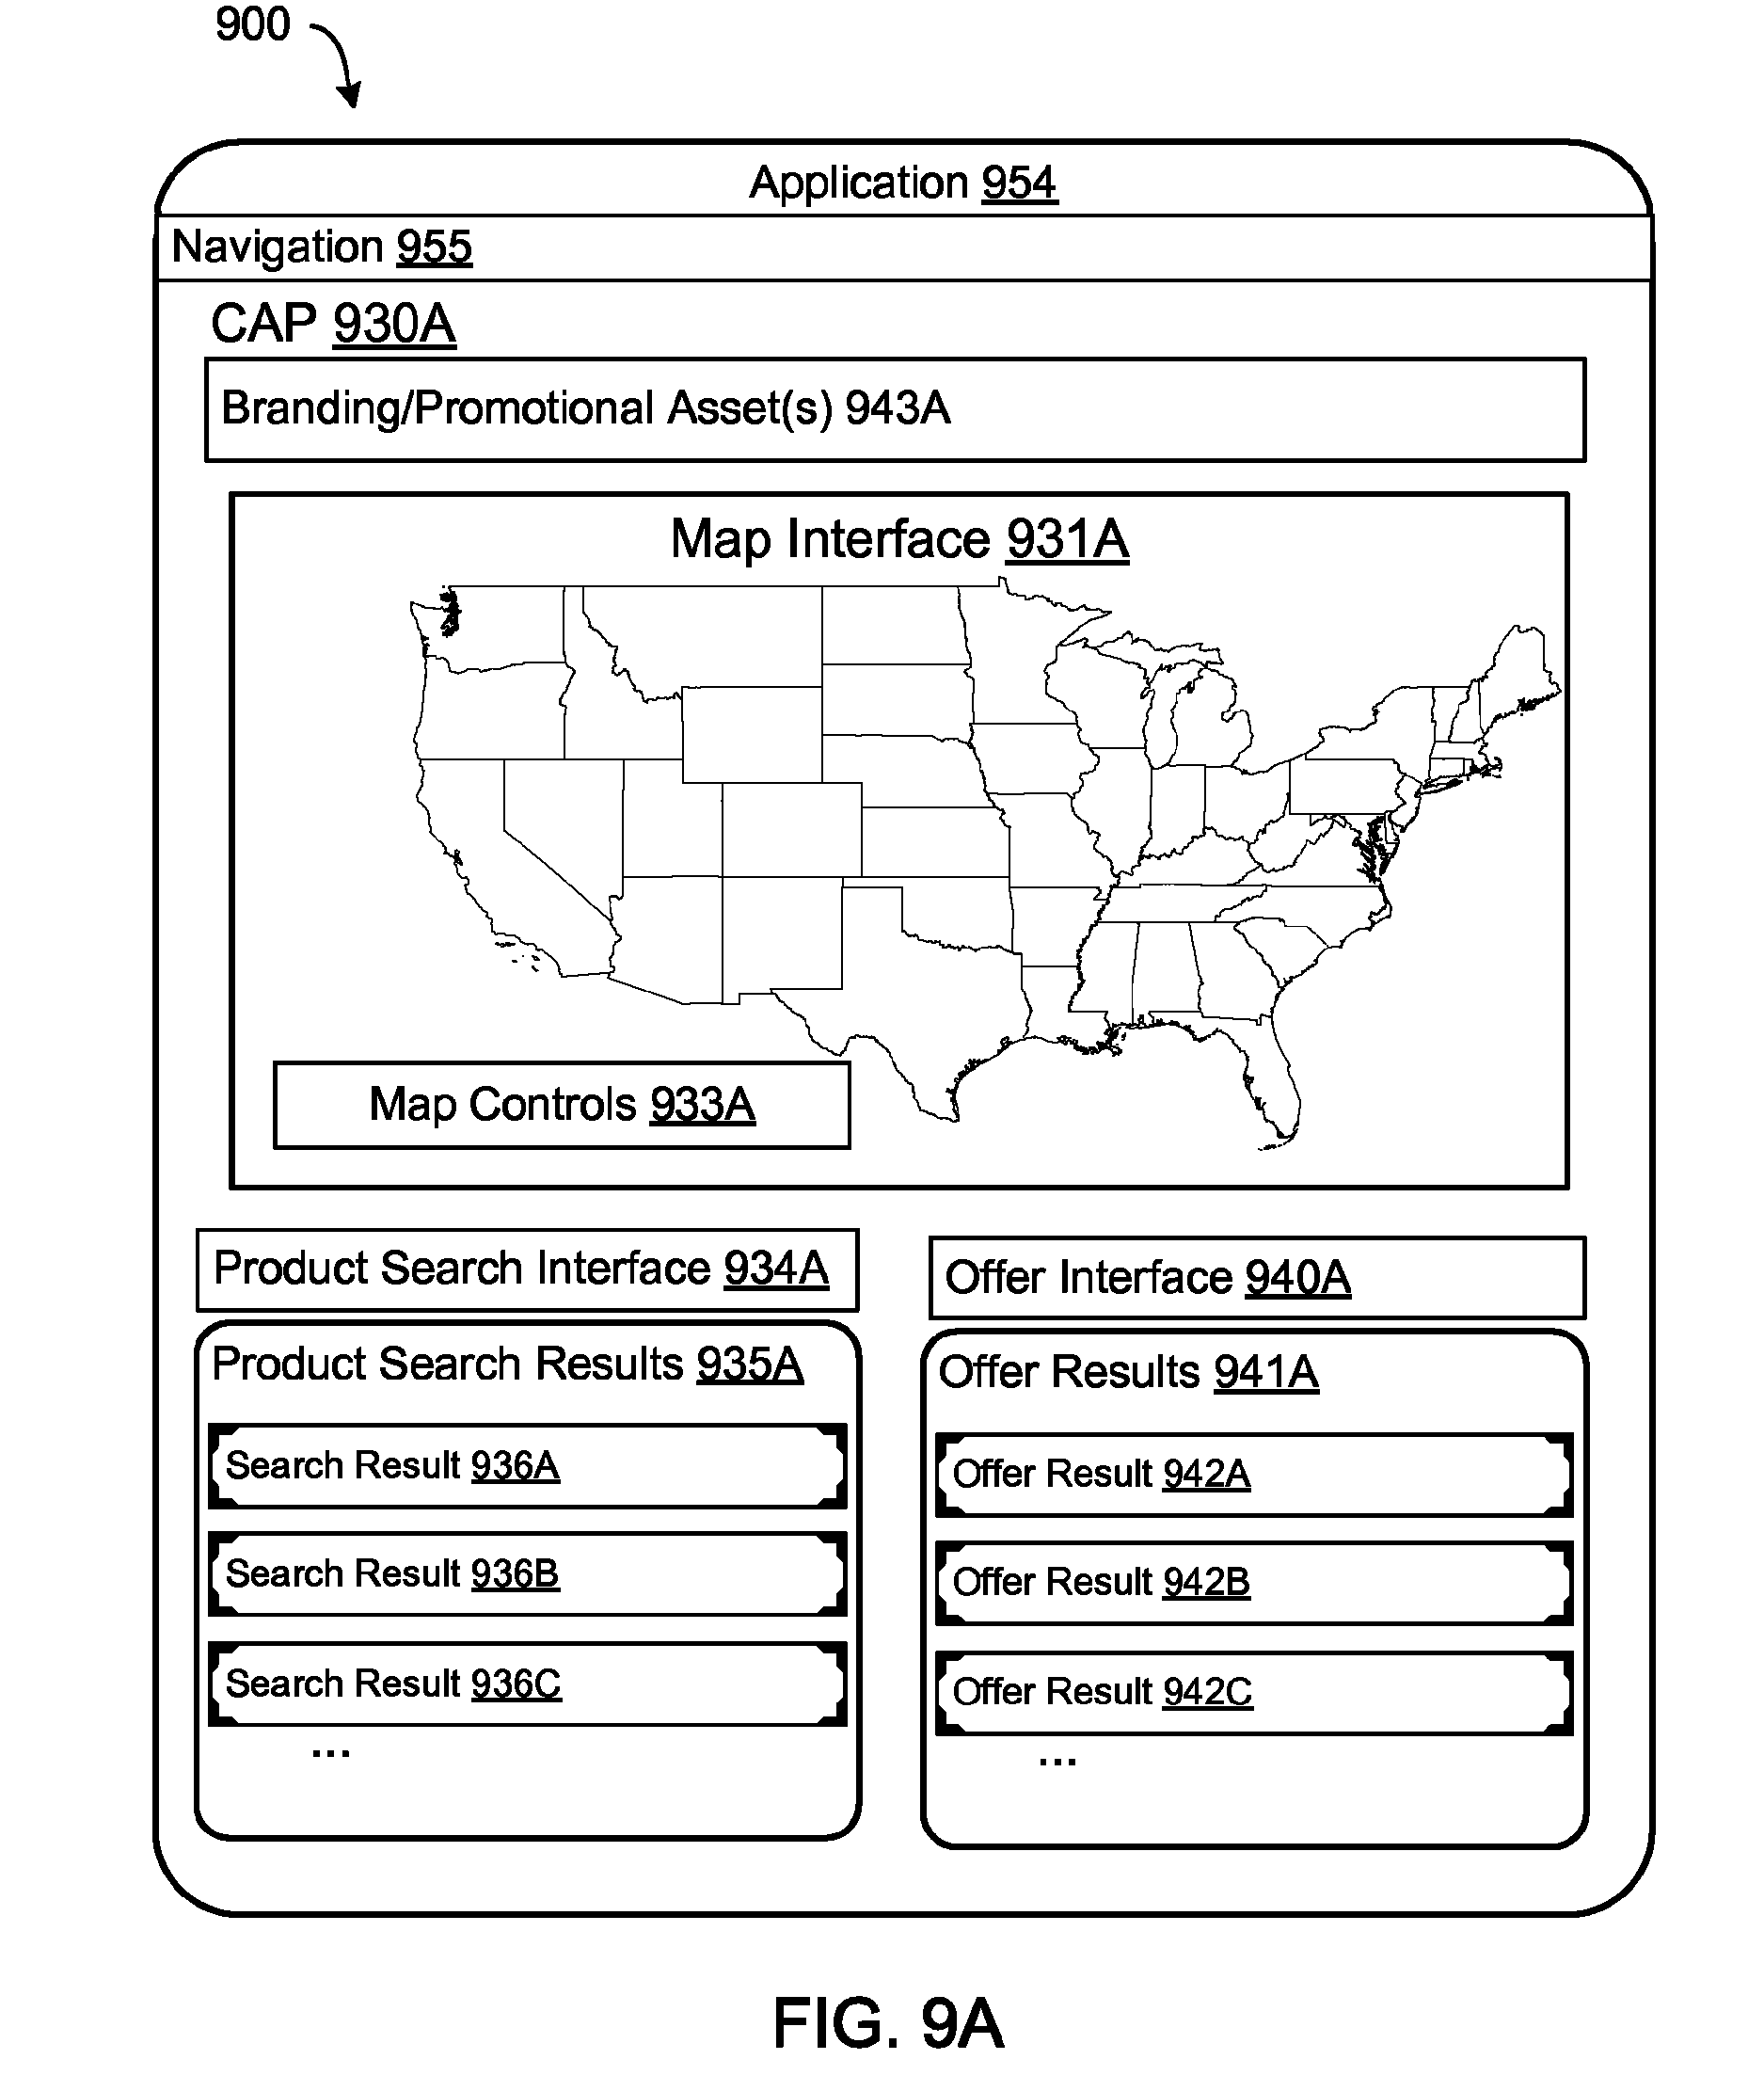 900
Application 954
Navigation 955
CAP 930A
Branding/Promotional Asset(s) 943A
Map Interface 931A
Map Controls 933A
Product Search Interface 934A
Product Search Results 935A
Search Result 936A
Search Result 936B
Search Result 936C
...
Offer Interface 940A
Offer Results 941A
Offer Result 942A
Offer Result 942B
Offer Result 942C
...
FIG. 9A